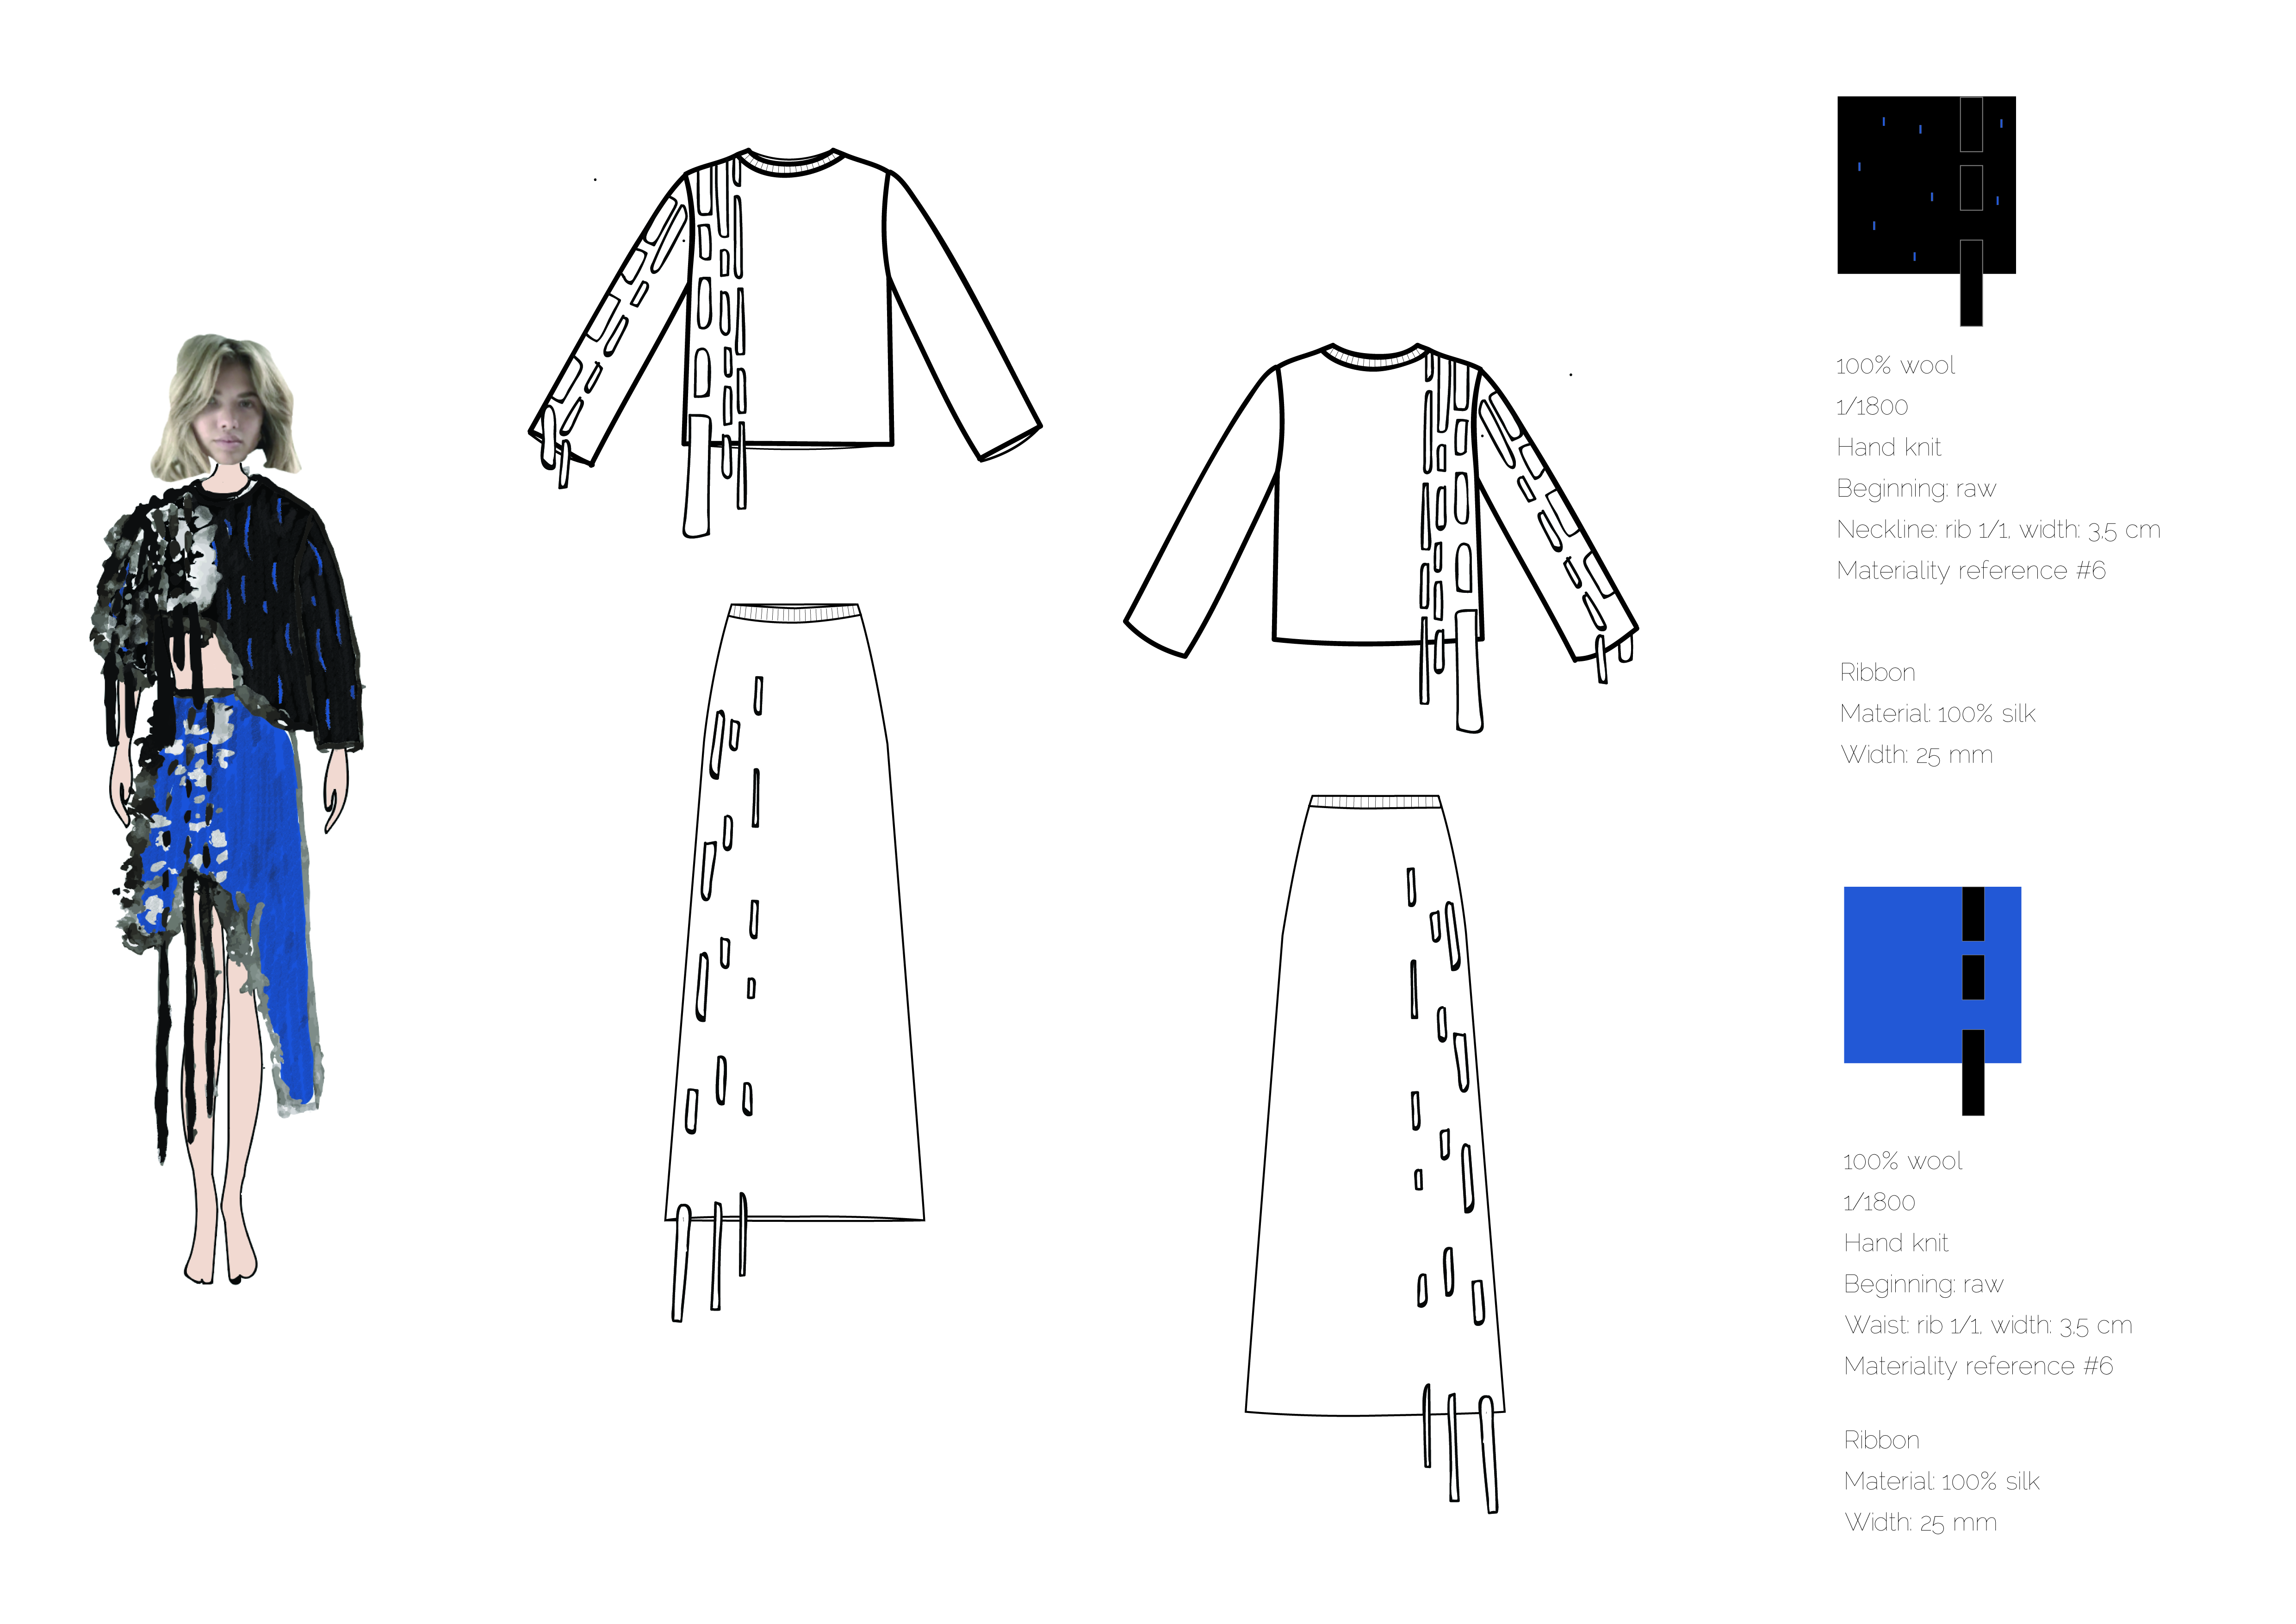 100% wool
1/1800
Hand knit
Beginning: raw
Neckline: rib 1/1, width: 3,5 cm
Materiality reference #6
Ribbon
Material: 100% silk
Width: 25 mm
100% wool
1/1800
Hand knit
Beginning: raw
Waist: rib 1/1, width: 3,5 cm
Materiality reference #6
Ribbon
Material: 100% silk
Width: 25 mm